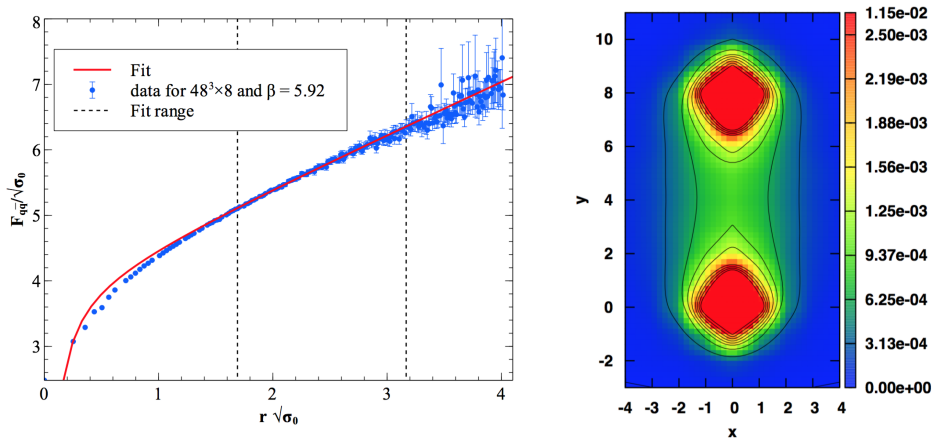 8
7
6
5
4
3
F_qq̄/√σ₀
Fit
data for 48³×8 and β = 5.92
Fit range
0
1
2
3
4
r √σ₀
10
8
6
4
2
0
-2
y
-4 -3 -2 -1 0 1 2 3 4
x
1.15e-02
2.50e-03
2.19e-03
1.88e-03
1.56e-03
1.25e-03
9.37e-04
6.25e-04
3.13e-04
0.00e+00